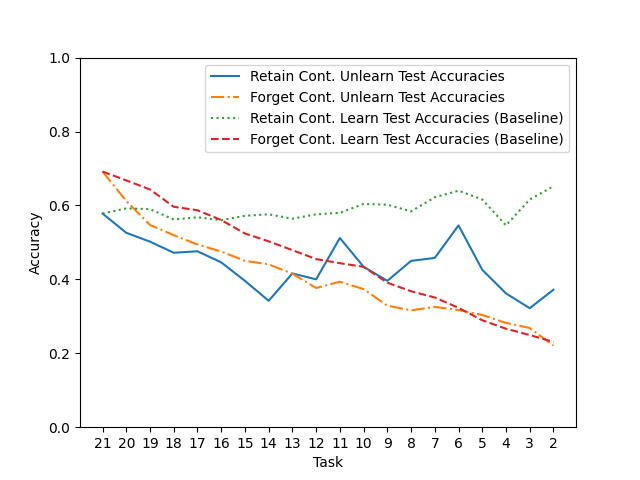 Retain Cont. Unlearn Test Accuracies
Forget Cont. Unlearn Test Accuracies
Retain Cont. Learn Test Accuracies (Baseline)
Forget Cont. Learn Test Accuracies (Baseline)
1.0
0.8
0.6
0.4
0.2
0.0
Accuracy
21 20 19 18 17 16 15 14 13 12 11 10 9 8 7 6 5 4 3 2
Task